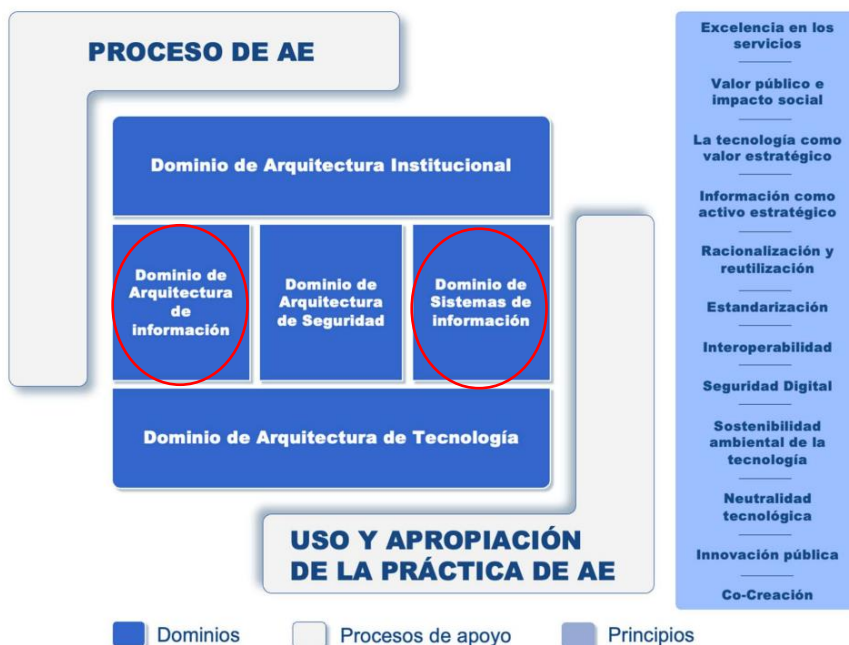 PROCESO DE AE
Dominio de Arquitectura Institucional
Dominio de
Arquitectura
de
información
Dominio de
Arquitectura
de Seguridad
Dominio de
Sistemas de
información
Dominio de Arquitectura de Tecnología
USO Y APROPIACIÓN
DE LA PRÁCTICA DE AE
Excelencia en los
servicios
Valor público e
impacto social
La tecnología como
valor estratégico
Información como
activo estratégico
Racionalización y
reutilización
Estandarización
Interoperabilidad
Seguridad Digital
Sostenibilidad
ambiental de la
tecnología
Neutralidad
tecnológica
Innovación pública
Co-Creación
Dominios
Procesos de apoyo
Principios